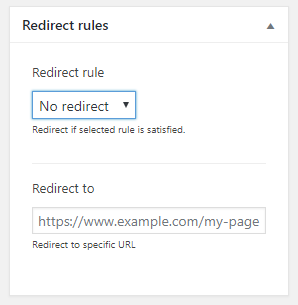 Redirect rules
Redirect rule
No redirect
Redirect if selected rule is satisfied.
Redirect to
https://www.example.com/my-page
Redirect to specific URL